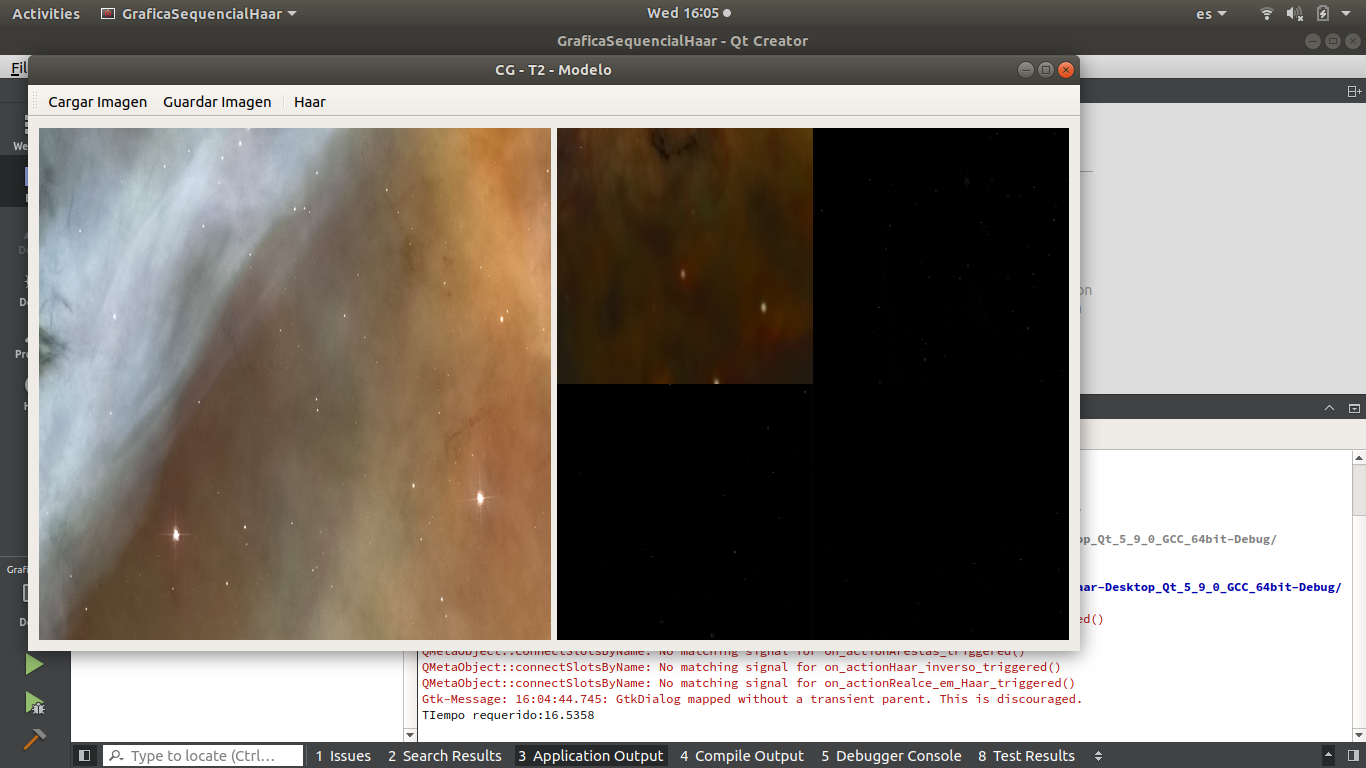 Activities GraficaSequencialHaar Wed 16:05 es
GraficaSequencialHaar - Qt Creator
Fil
CG - T2 - Modelo
Cargar Imagen Guardar Imagen Haar
We
on
Grafi
op_Qt_5_9_0_GCC_64bit-Debug/
aar-Desktop_Qt_5_9_0_GCC_64bit-Debug/
ed()
QMetaObject::connectSlotsByName: No matching signal for on_actionArestas_triggered()
QMetaObject::connectSlotsByName: No matching signal for on_actionHaar_inverso_triggered()
QMetaObject::connectSlotsByName: No matching signal for on_actionRealce_em_Haar_triggered()
Gtk-Message: 16:04:44.745: GtkDialog mapped without a transient parent. This is discouraged.
TIempo requerido:16.5358
Type to locate (Ctrl... 1 Issues 2 Search Results 3 Application Output 4 Compile Output 5 Debugger Console 8 Test Results